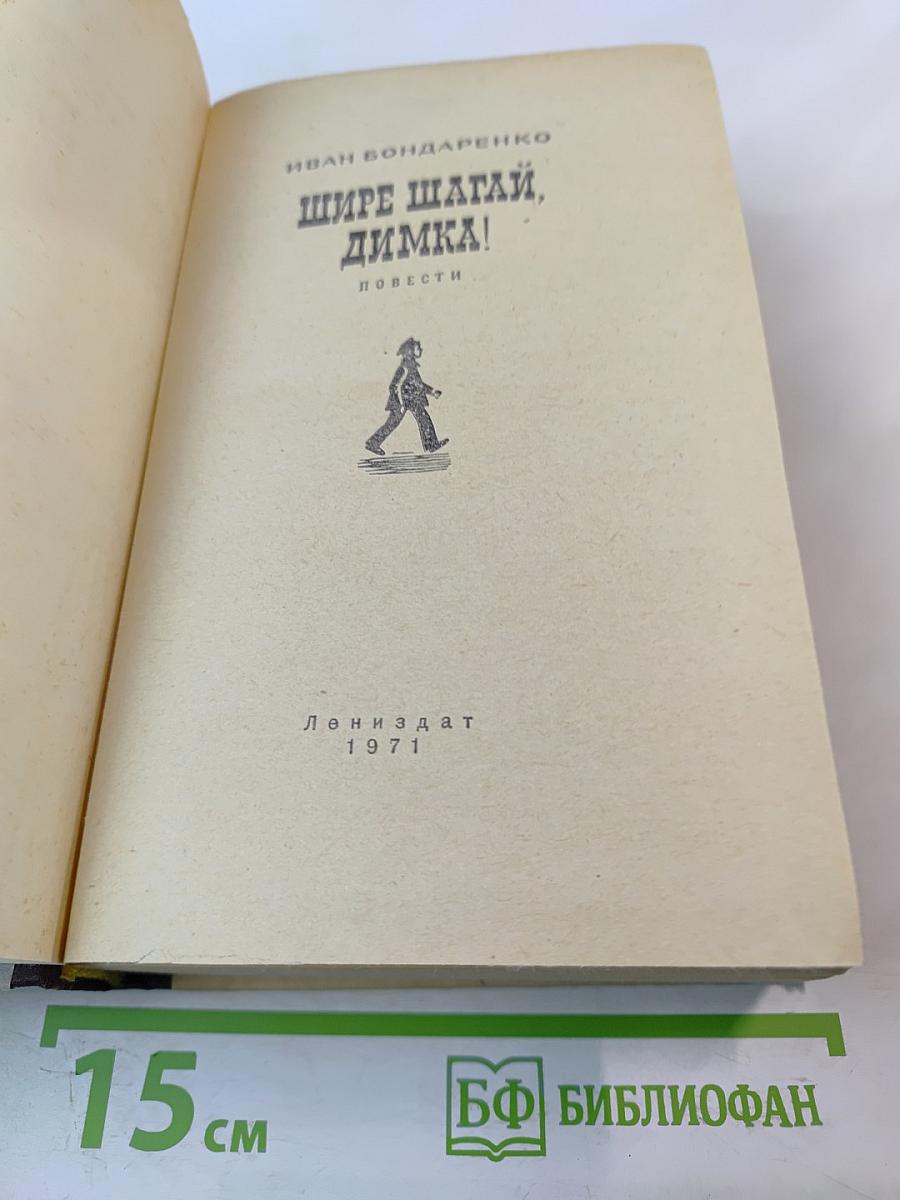 ИВАН БОНДАРЕНКО
ШИРЕ ШАГАЙ,
ДИМКА!
ПОВЕСТИ
Лениздат
1971
15 см
БФ БИБЛИОФАН